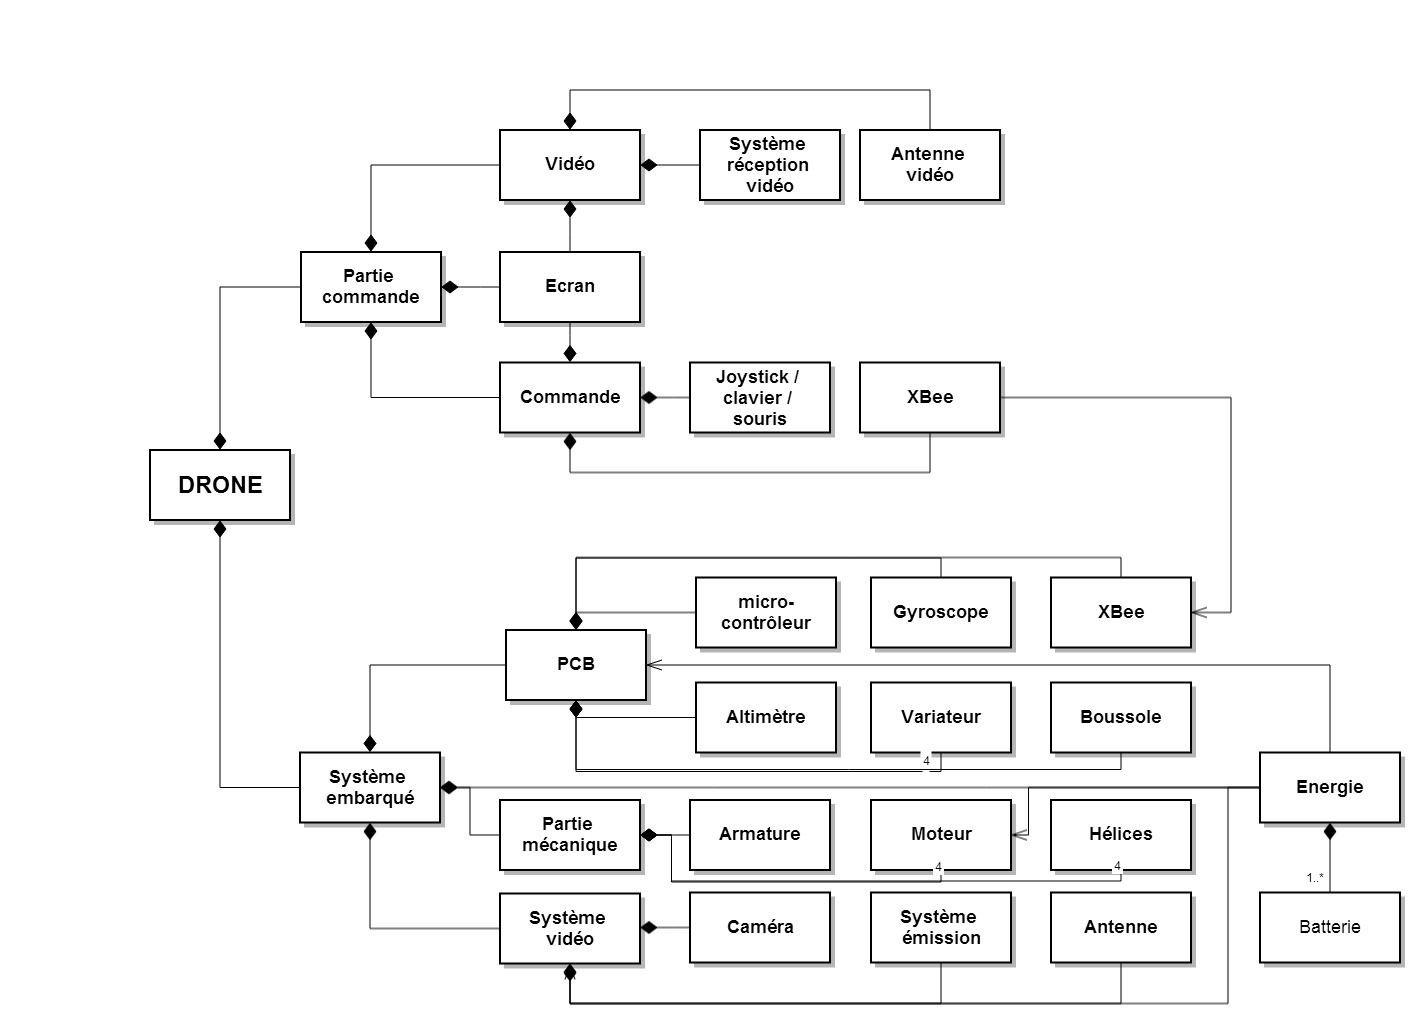 Vidéo
Système
réception
vidéo
Antenne
vidéo
Partie
commande
Ecran
Commande
Joystick /
clavier /
souris
XBee
DRONE
micro-
contrôleur
Gyroscope
XBee
PCB
Altimètre
Variateur
Boussole
4
Système
embarqué
Energie
Partie
mécanique
Armature
Moteur
Hélices
4
4
1..*
Système
vidéo
Caméra
Système
émission
Antenne
Batterie